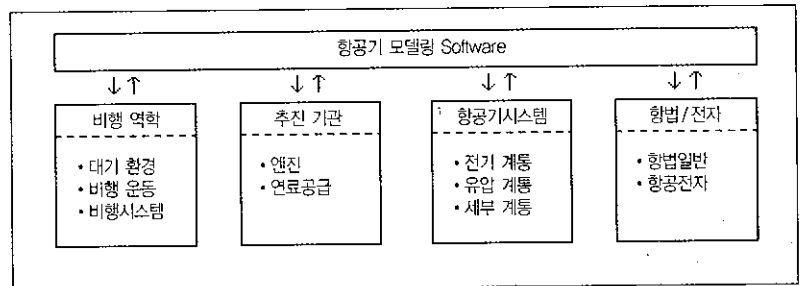 항공기 모델링 Software
↓↑ ↓↑ ↓↑ ↓↑
비행 역학
• 대기 환경
• 비행 운동
• 비행시스템
추진 기관
• 엔진
• 연료공급
항공기시스템
• 전기 계통
• 유압 계통
• 세부 계통
항법/전자
• 항법일반
• 항공전자